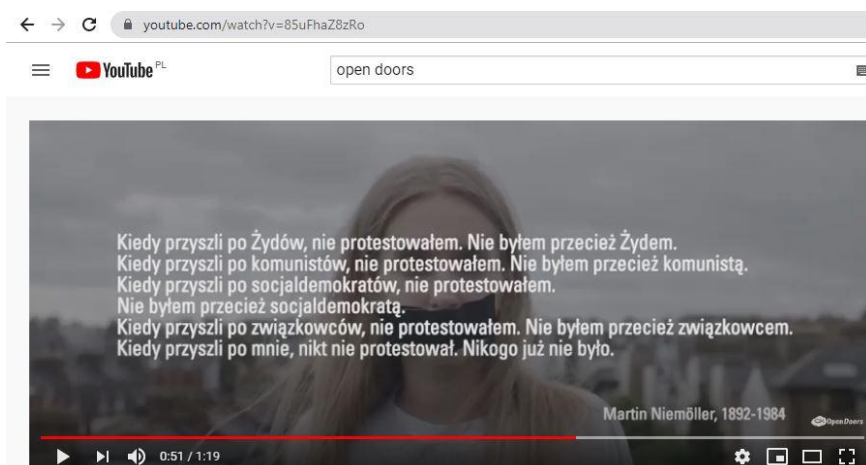 youtube.com/watch?v=85uFhaZ8zRo
YouTube PL
open doors
Kiedy przyszli po Żydów, nie protestowałem. Nie byłem przecież Żydem.
Kiedy przyszli po komunistów, nie protestowałem. Nie byłem przecież komunistą.
Kiedy przyszli po socjaldemokratów, nie protestowałem.
Nie byłem przecież socjaldemokratą.
Kiedy przyszli po związkowców, nie protestowałem. Nie byłem przecież związkowcem.
Kiedy przyszli po mnie, nikt nie protestował. Nikogo już nie było.
Martin Niemöller, 1892-1984
Open Doors
0:51 / 1:19